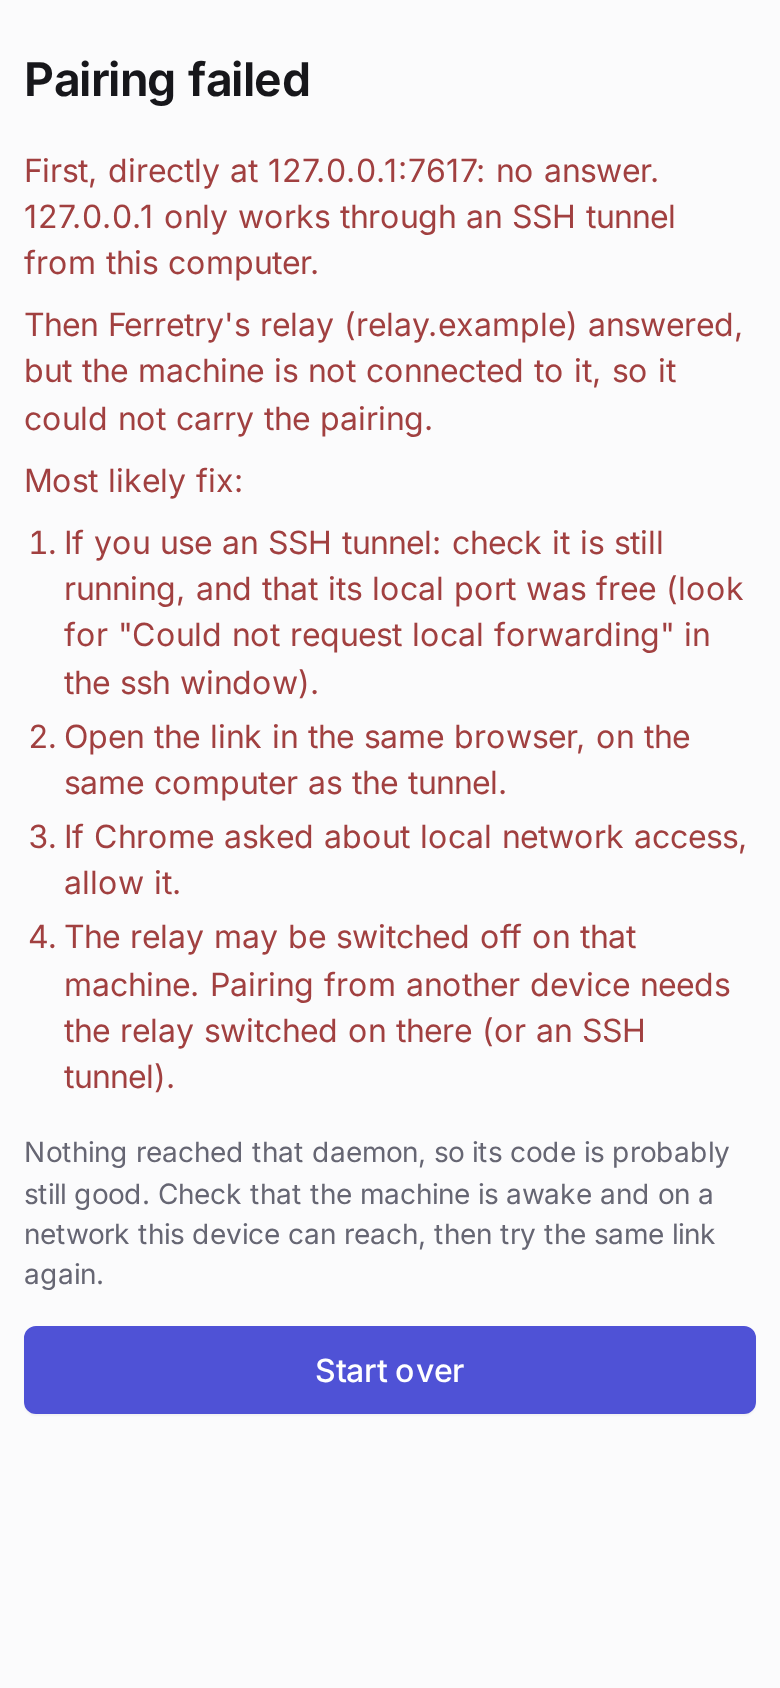 Pairing failed
First, directly at 127.0.0.1:7617: no answer.
127.0.0.1 only works through an SSH tunnel
from this computer.
Then Ferretry's relay (relay.example) answered,
but the machine is not connected to it, so it
could not carry the pairing.
Most likely fix:
1. If you use an SSH tunnel: check it is still
running, and that its local port was free (look
for "Could not request local forwarding" in
the ssh window).
2. Open the link in the same browser, on the
same computer as the tunnel.
3. If Chrome asked about local network access,
allow it.
4. The relay may be switched off on that
machine. Pairing from another device needs
the relay switched on there (or an SSH
tunnel).
Nothing reached that daemon, so its code is probably
still good. Check that the machine is awake and on a
network this device can reach, then try the same link
again.
Start over